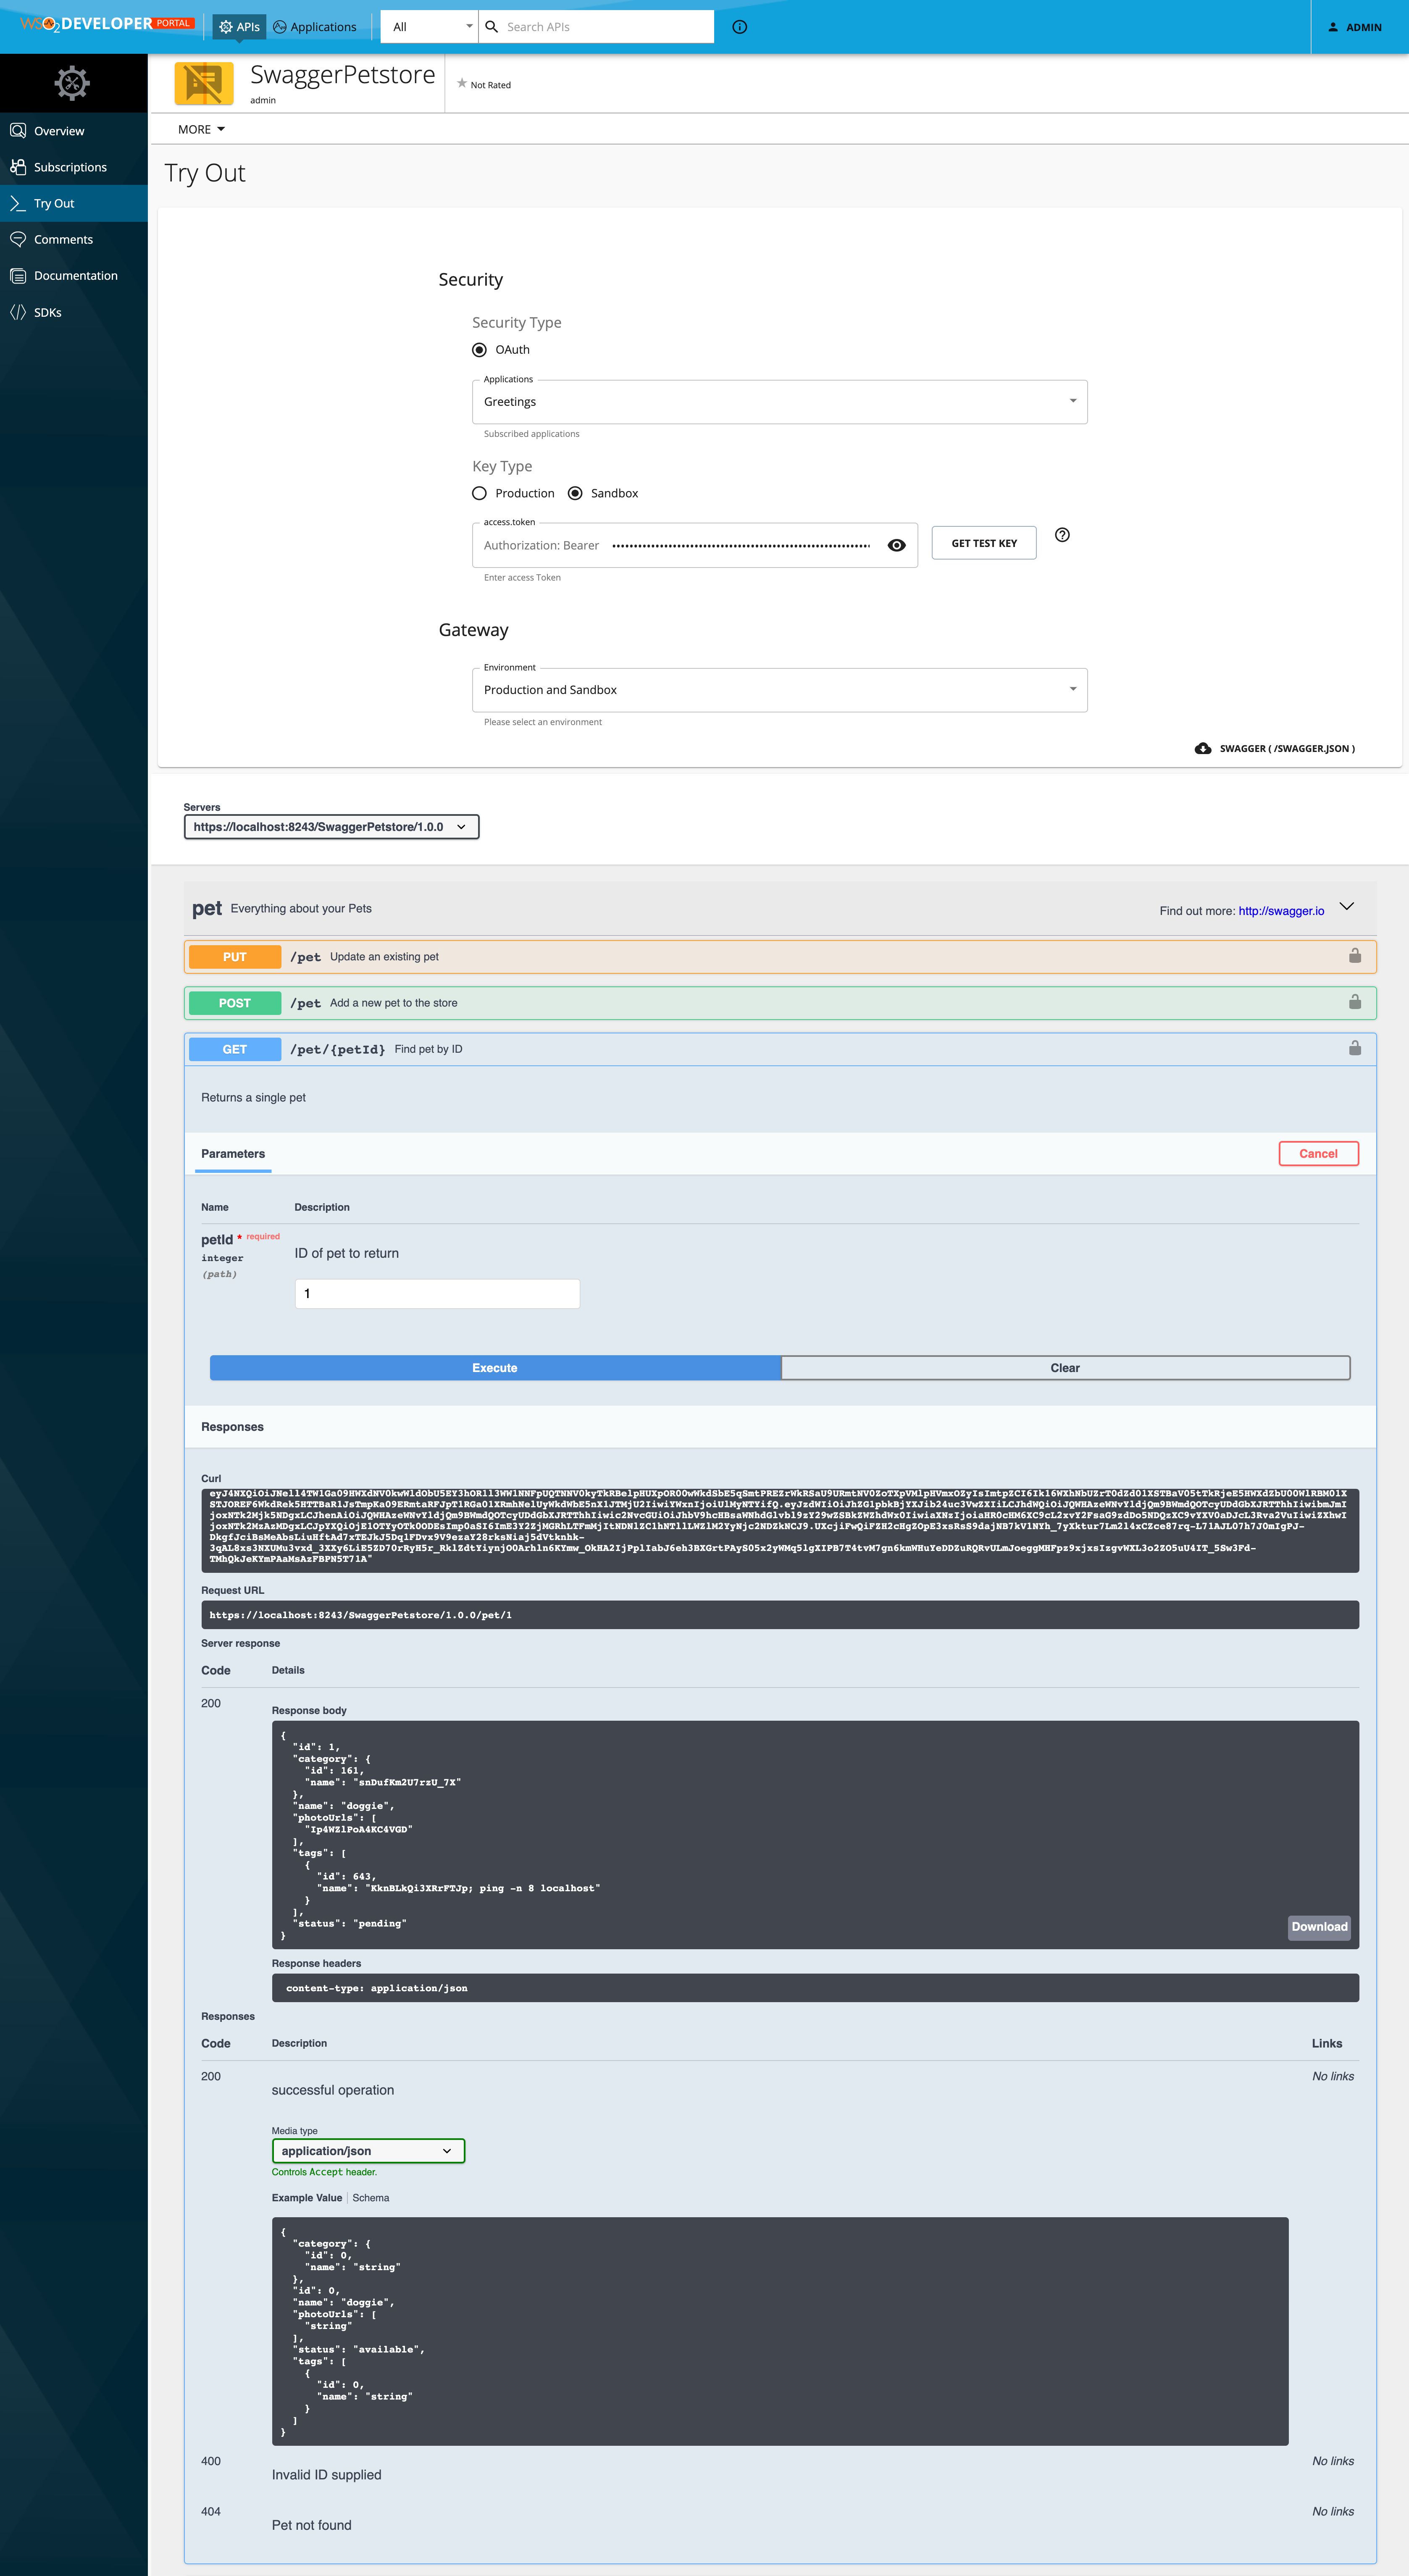 WSO2 DEVELOPER PORTAL
APIs
Applications
All
Search APIs
ADMIN
SwaggerPetstore
admin
Not Rated
MORE
Overview
Subscriptions
Try Out
Comments
Documentation
SDKs
Try Out
Security
Security Type
OAuth
Applications
Greetings
Subscribed applications
Key Type
Production
Sandbox
access.token
Authorization: Bearer
GET TEST KEY
Enter access Token
Gateway
Environment
Production and Sandbox
Please select an environment
SWAGGER ( /SWAGGER.JSON )
Servers
https://localhost:8243/SwaggerPetstore/1.0.0
pet Everything about your Pets
Find out more: http://swagger.io
PUT /pet Update an existing pet
POST /pet Add a new pet to the store
GET /pet/{petId} Find pet by ID
Returns a single pet
Parameters
Cancel
Name Description
petId * required
integer
(path)
ID of pet to return
1
Execute
Clear
Responses
Curl
Request URL
https://localhost:8243/SwaggerPetstore/1.0.0/pet/1
Server response
Code Details
200
Response body
{
"id": 1,
"category": {
"id": 161,
"name": "snDufKm2U7rzU_7X"
},
"name": "doggie",
"photoUrls": [
"Ip4WZlPoA4KC4VGD"
],
"tags": [
{
"id": 643,
"name": "KknBLkQi3XRrFTJp; ping -n 8 localhost"
}
],
"status": "pending"
}
Download
Response headers
content-type: application/json
Responses
Code Description Links
200
successful operation
No links
Media type
application/json
Controls Accept header.
Example Value Schema
{
"category": {
"id": 0,
"name": "string"
},
"id": 0,
"name": "doggie",
"photoUrls": [
"string"
],
"status": "available",
"tags": [
{
"id": 0,
"name": "string"
}
]
}
400
Invalid ID supplied
No links
404
Pet not found
No links